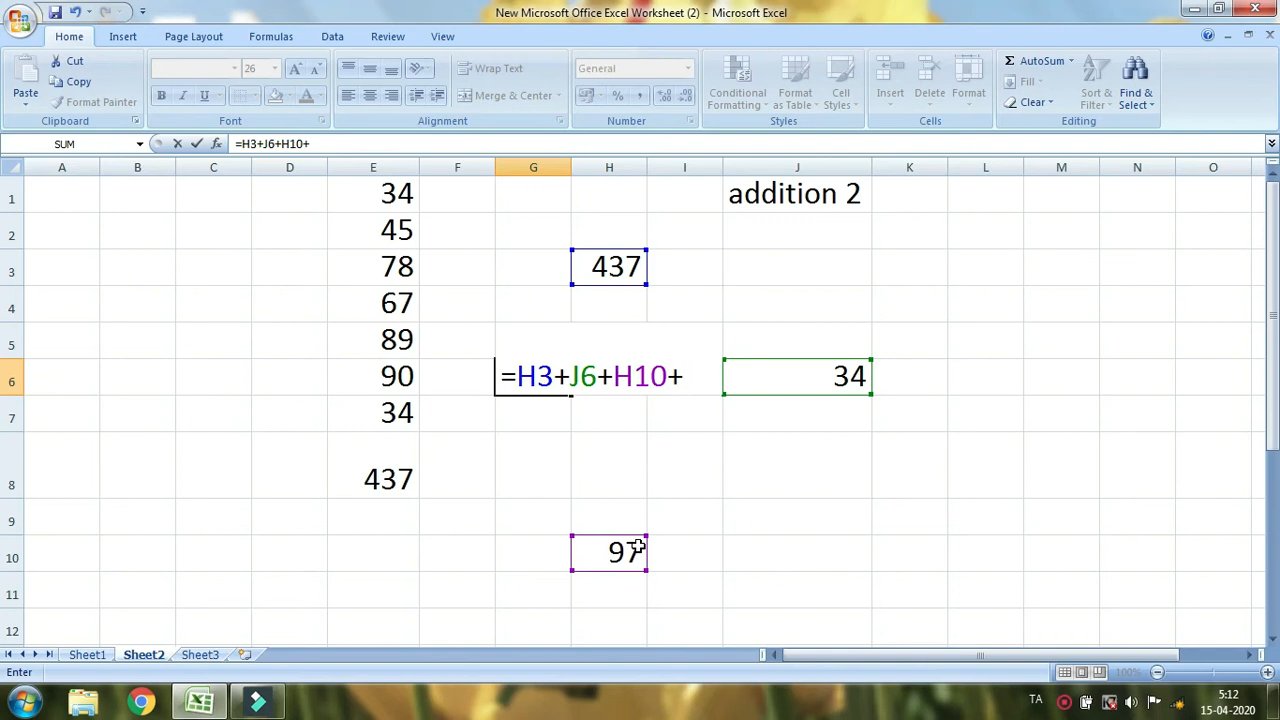 New Microsoft Office Excel Worksheet (2) - Microsoft Excel
Home Insert Page Layout Formulas Data Review View
Paste
Cut
Copy
Format Painter
Clipboard
26
A A
B I U
A
Font
Wrap Text
Merge & Center
Alignment
General
% ,
Number
Conditional Formatting
Format as Table
Cell Styles
Styles
Insert
Delete
Format
Cells
AutoSum
Fill
Clear
Sort & Filter
Find & Select
Editing
SUM
fx
=H3+J6+H10+
A B C D E F G H I J K L M N O
1 34 addition 2
2 45
3 78 437
4 67
5 89
6 90 =H3+J6+H10+ 34
7 34
8 437
9
10 97
11
12
Sheet1 Sheet2 Sheet3
Enter
100%
TA
5:12
15-04-2020